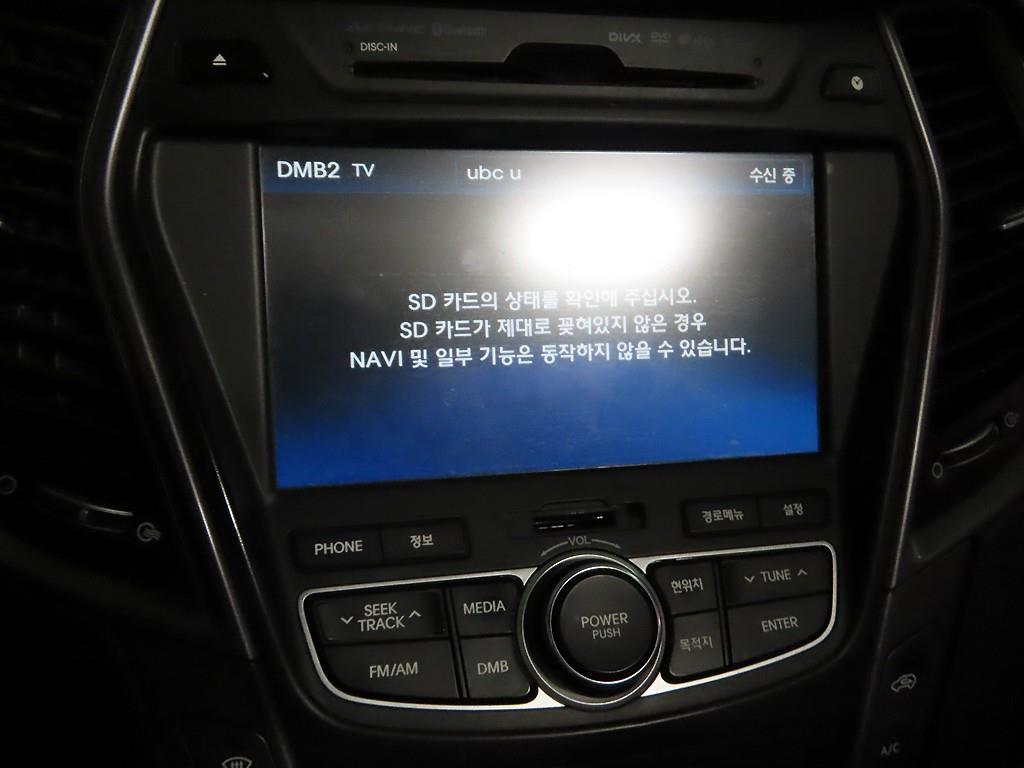 DISC-IN
DIVX
DMB2 TV
ubc u
수신 중
SD 카드의 상태를 확인해 주십시오.
SD 카드가 제대로 꽂혀있지 않은 경우
NAVI 및 일부 기능은 동작하지 않을 수 있습니다.
PHONE
정보
VOL
경로메뉴
설정
SEEK
TRACK
MEDIA
FM/AM
DMB
POWER
PUSH
현위치
TUNE
목적지
ENTER
A/C